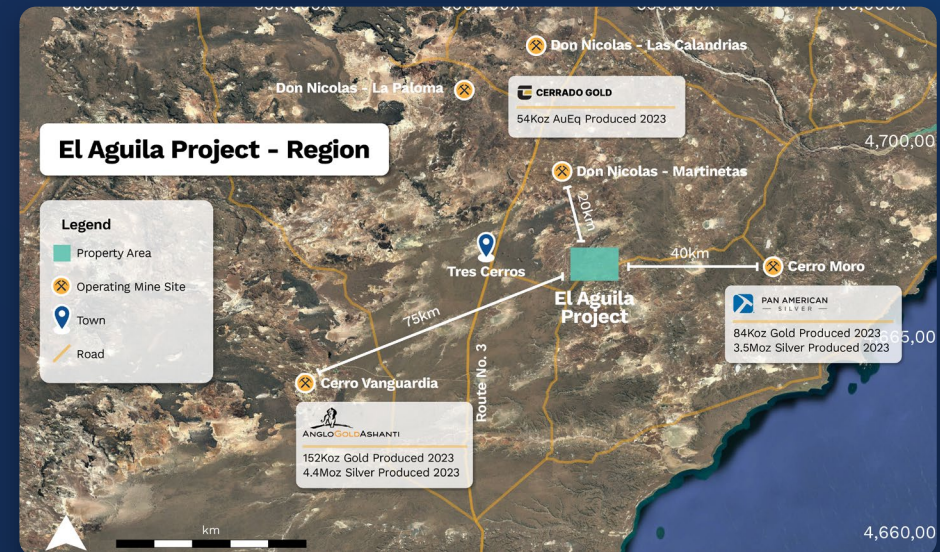 Don Nicolas - Las Calandrias
Don Nicolas - La Paloma
CERRADO GOLD
54Koz AuEq Produced 2023
El Aguila Project - Region
4,700,00
Don Nicolas - Martinetas
20km
Legend
Property Area
Operating Mine Site
Town
Road
Tres Cerros
40km
Cerro Moro
El Aguila
Project
PAN AMERICAN
SILVER
84Koz Gold Produced 2023
3.5Moz Silver Produced 2023
665,00
75km
Route No. 3
Cerro Vanguardia
ANGLOGOLDASHANTI
152Koz Gold Produced 2023
4.4Moz Silver Produced 2023
km
4,660,00